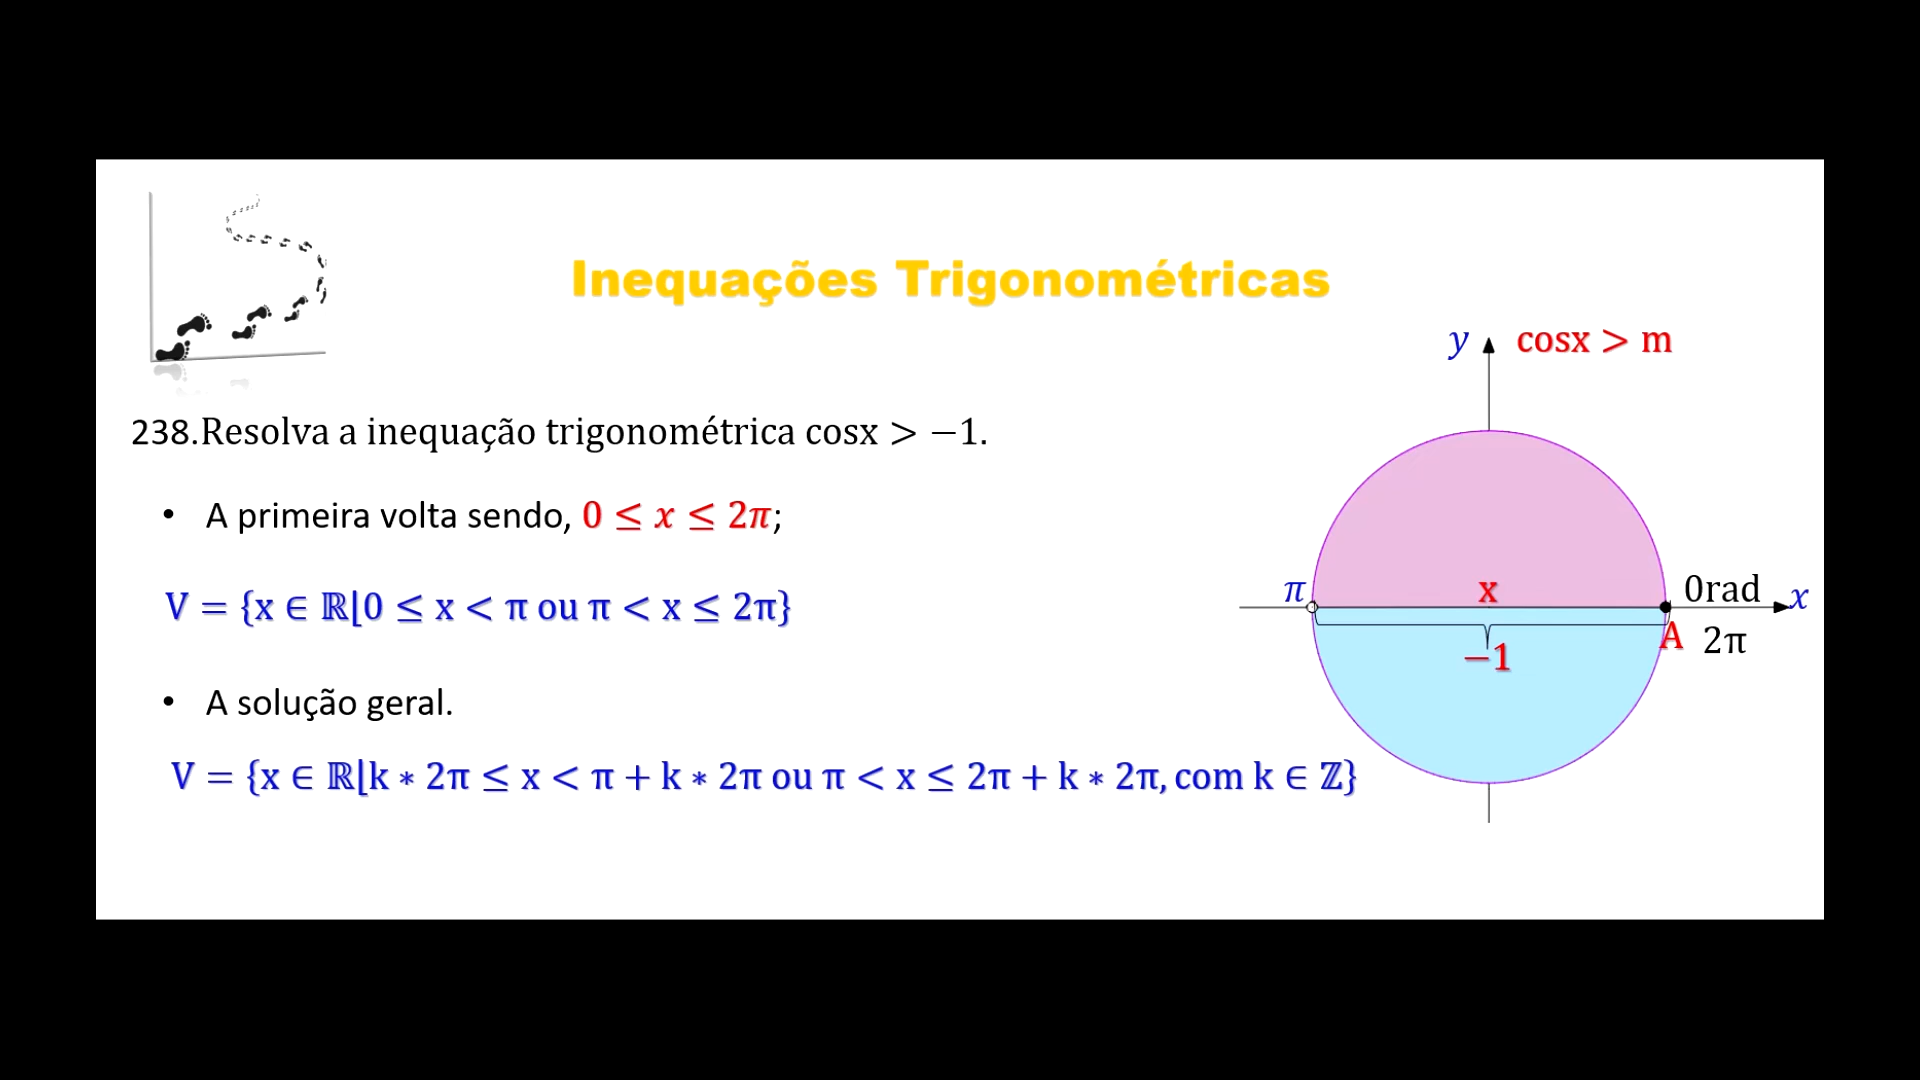 Inequações Trigonométricas
y cosx > m
238.Resolva a inequação trigonométrica cosx > −1.
• A primeira volta sendo, 0 ≤ x ≤ 2π;
V = {x ∈ ℝ⌊0 ≤ x < π ou π < x ≤ 2π}
π x 0rad x
−1 A 2π
• A solução geral.
V = {x ∈ ℝ⌊k ∗ 2π ≤ x < π + k ∗ 2π ou π < x ≤ 2π + k ∗ 2π, com k ∈ ℤ}